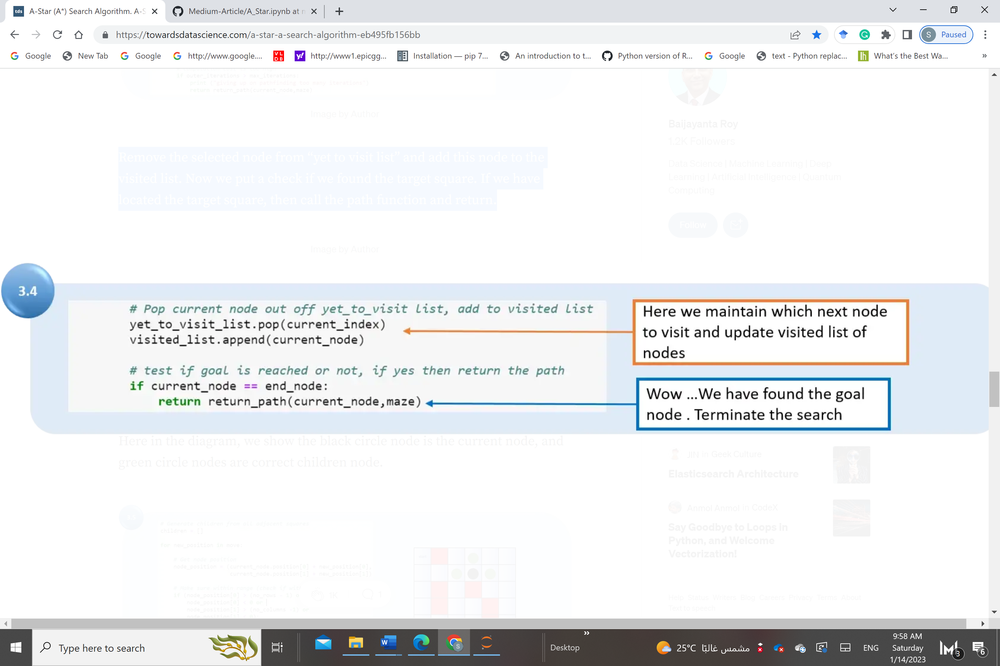 tds A-Star (A*) Search Algorithm. A-S
Medium-Article/A_Star.ipynb at m
https://towardsdatascience.com/a-star-a-search-algorithm-eb495fb156bb
S Paused
Google New Tab Google http://www.google.... VLDB http://www1.epicgg... Installation — pip 7... An introduction to t... Python version of R... Google text - Python replac... What's the Best Wa... »
if outer_iterations > max_iterations:
print ("giving up on pathfinding too many iterations")
return return_path(current_node,maze)
Image by Author
Baijayanta Roy
1.2K Followers
Data Science | Machine Learning | Deep
Learning | Artificial Intelligence | Quantum
Computing
Follow
Remove the selected node from “yet to visit list” and add this node to the
visited list. Now we put a check if we found the target square. If we have
located the target square, then call the path function and return.
Image by Author
3.4
# Pop current node out off yet_to_visit list, add to visited list
yet_to_visit_list.pop(current_index)
visited_list.append(current_node)
# test if goal is reached or not, if yes then return the path
if current_node == end_node:
return return_path(current_node,maze)
Here we maintain which next node
to visit and update visited list of
nodes
Wow ...We have found the goal
node . Terminate the search
Here in the diagram, we show the black circle node is the current node, and
green circle nodes are correct children node.
JIN in Geek Culture
Elasticsearch Architecture
Anmol Anmol in CodeX
Say Goodbye to Loops in
Python, and Welcome
Vectorization!
3.5
# Generate children from all adjacent squares
children = []
for new_position in move:
# Get node position
node_position = (current_node.position[0] + new_position[0],
current_node.position[1] + new_position[1])
# Make sure within range (check if wit
if (node_position[0] > (no_rows - 1) o
node_position[0] < 0 or
node_position[1] > (no_columns -1) or
node_position[1] < 0:
1K 1
Help Status Writers Blog Careers Privacy Terms About
Text to speech
Type here to search
Desktop
»
25°C مشمس غالبًا
ENG
9:58 AM
Saturday
1/14/2023
3
6